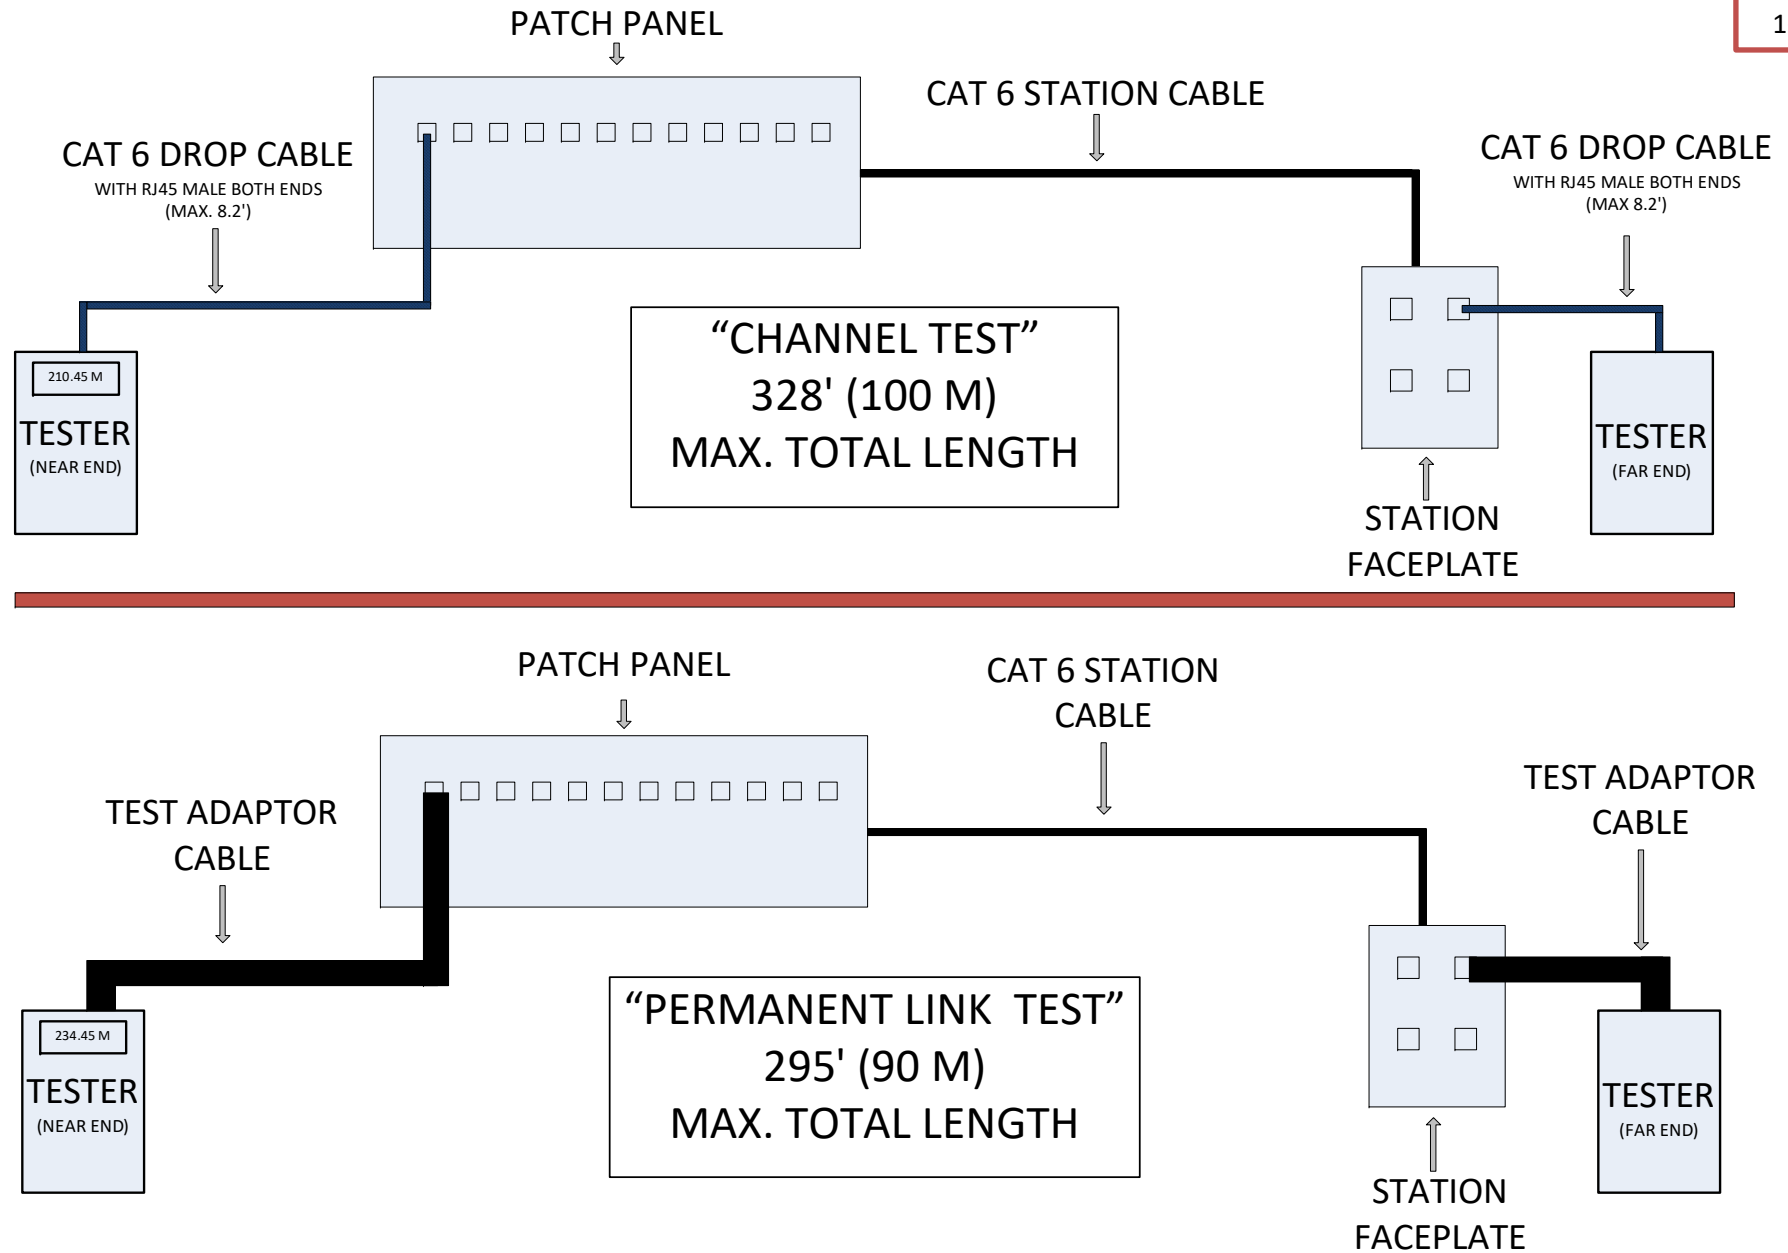 1
PATCH PANEL
CAT 6 STATION CABLE
CAT 6 DROP CABLE
WITH RJ45 MALE BOTH ENDS
(MAX. 8.2')
CAT 6 DROP CABLE
WITH RJ45 MALE BOTH ENDS
(MAX 8.2')
“CHANNEL TEST”
328' (100 M)
MAX. TOTAL LENGTH
210.45 M
TESTER
(NEAR END)
TESTER
(FAR END)
STATION
FACEPLATE
PATCH PANEL
CAT 6 STATION
CABLE
TEST ADAPTOR
CABLE
TEST ADAPTOR
CABLE
“PERMANENT LINK  TEST”
295' (90 M)
MAX. TOTAL LENGTH
234.45 M
TESTER
(NEAR END)
TESTER
(FAR END)
STATION
FACEPLATE